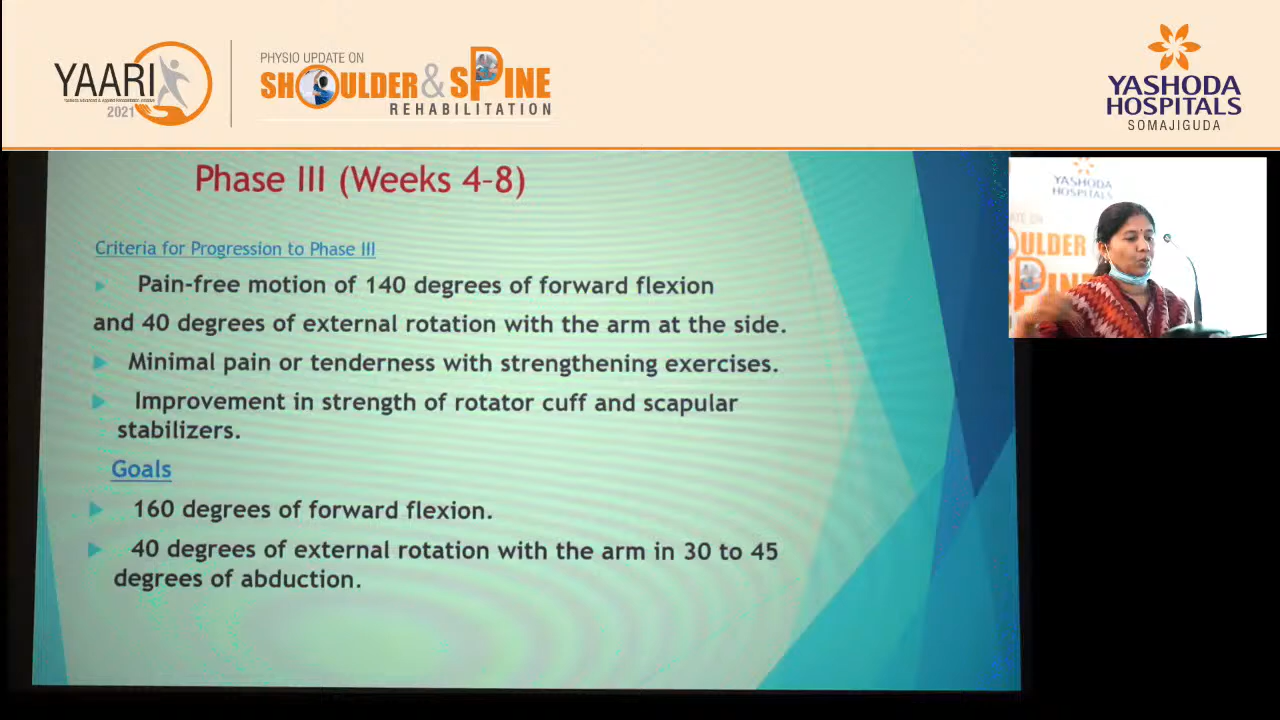 YAARI
2021
PHYSIO UPDATE ON
SHOULDER & SPINE
REHABILITATION
YASHODA
HOSPITALS
SOMAJIGUDA
Phase III (Weeks 4-8)
Criteria for Progression to Phase III
Pain-free motion of 140 degrees of forward flexion
and 40 degrees of external rotation with the arm at the side.
Minimal pain or tenderness with strengthening exercises.
Improvement in strength of rotator cuff and scapular
stabilizers.
Goals
160 degrees of forward flexion.
40 degrees of external rotation with the arm in 30 to 45
degrees of abduction.
YASHODA
HOSPITALS
ATE ON
OULDER